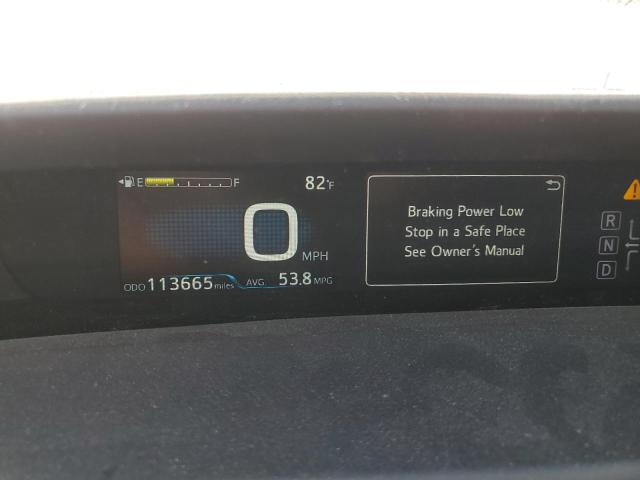 E F 82°F
0 MPH
ODO 113665 miles AVG. 53.8 MPG
Braking Power Low
Stop in a Safe Place
See Owner's Manual
R
N
D